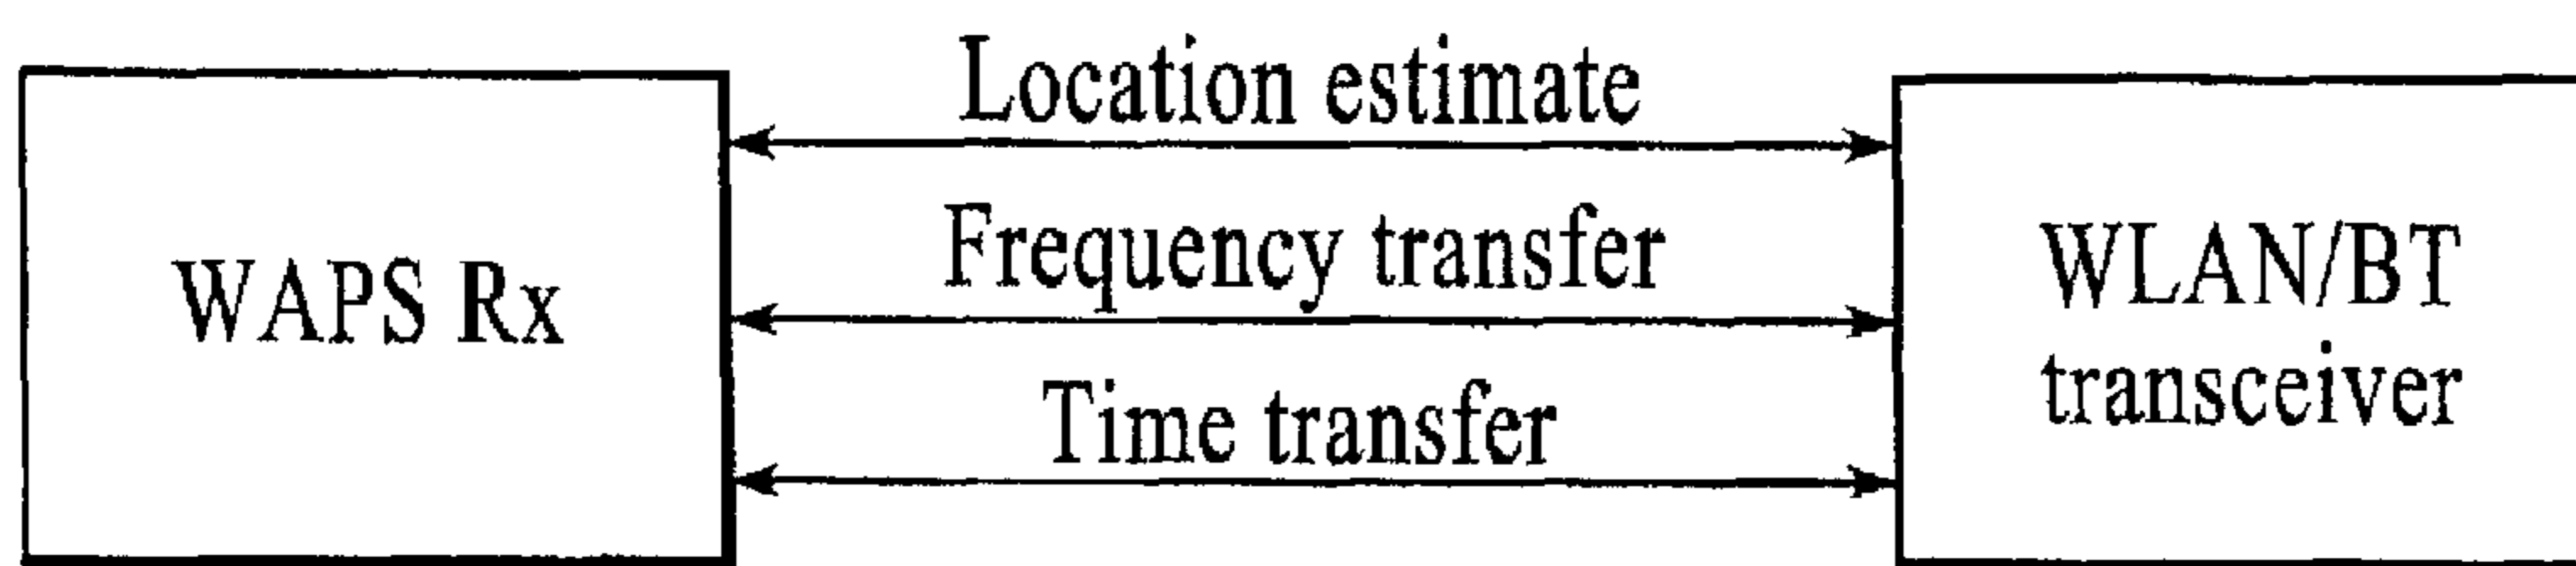 WAPS Rx
Location estimate
Frequency transfer
Time transfer
WLAN/BT
transceiver